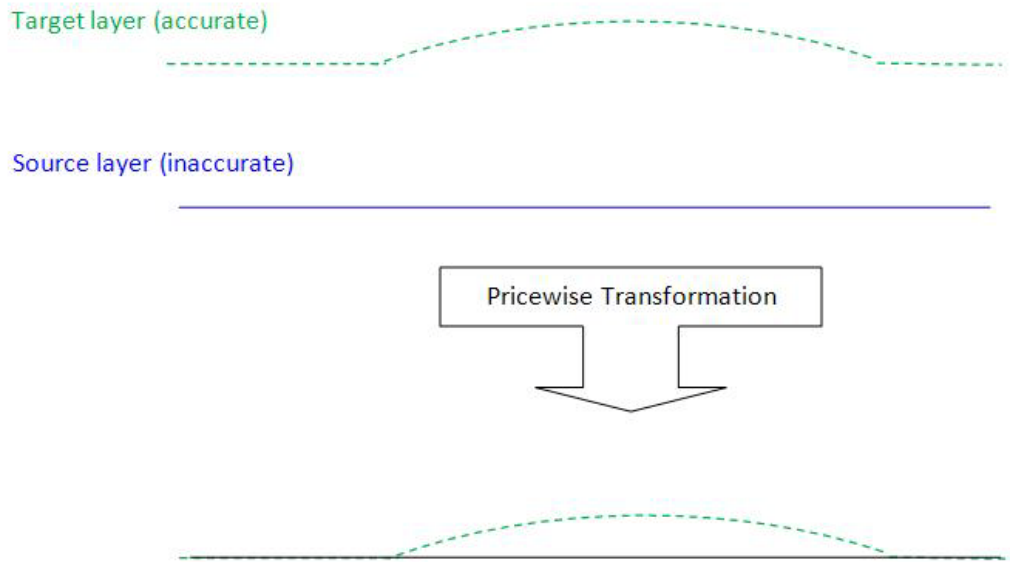 Target layer (accurate)
Source layer (inaccurate)
Pricewise Transformation